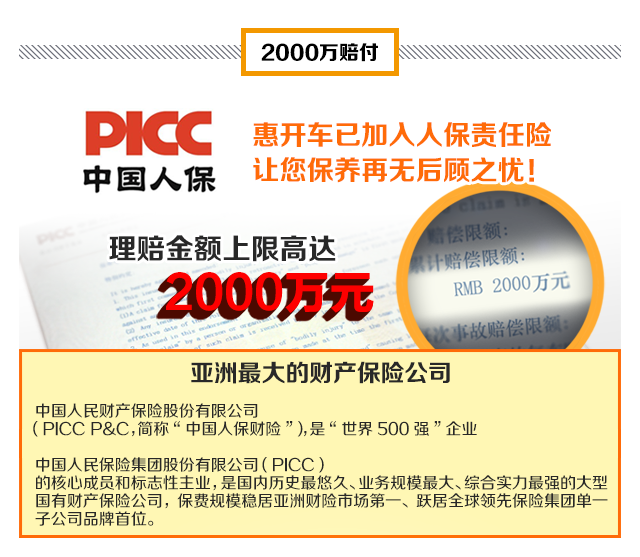 2000万赔付
PICC
中国人保
惠开车已加入人保责任险
让您保养再无后顾之忧！
理赔金额上限高达
2000万元
赔偿限额:
累计赔偿限额:
RMB 2000万元
每次事故赔偿限额:
亚洲最大的财产保险公司
中国人民财产保险股份有限公司
(PICC P&C,简称“中国人保财险”),是“世界500强”企业
中国人民保险集团股份有限公司(PICC)
的核心成员和标志性主业,是国内历史最悠久、业务规模最大、综合实力最强的大型
国有财产保险公司，保费规模稳居亚洲财险市场第一、跃居全球领先保险集团单一
子公司品牌首位。